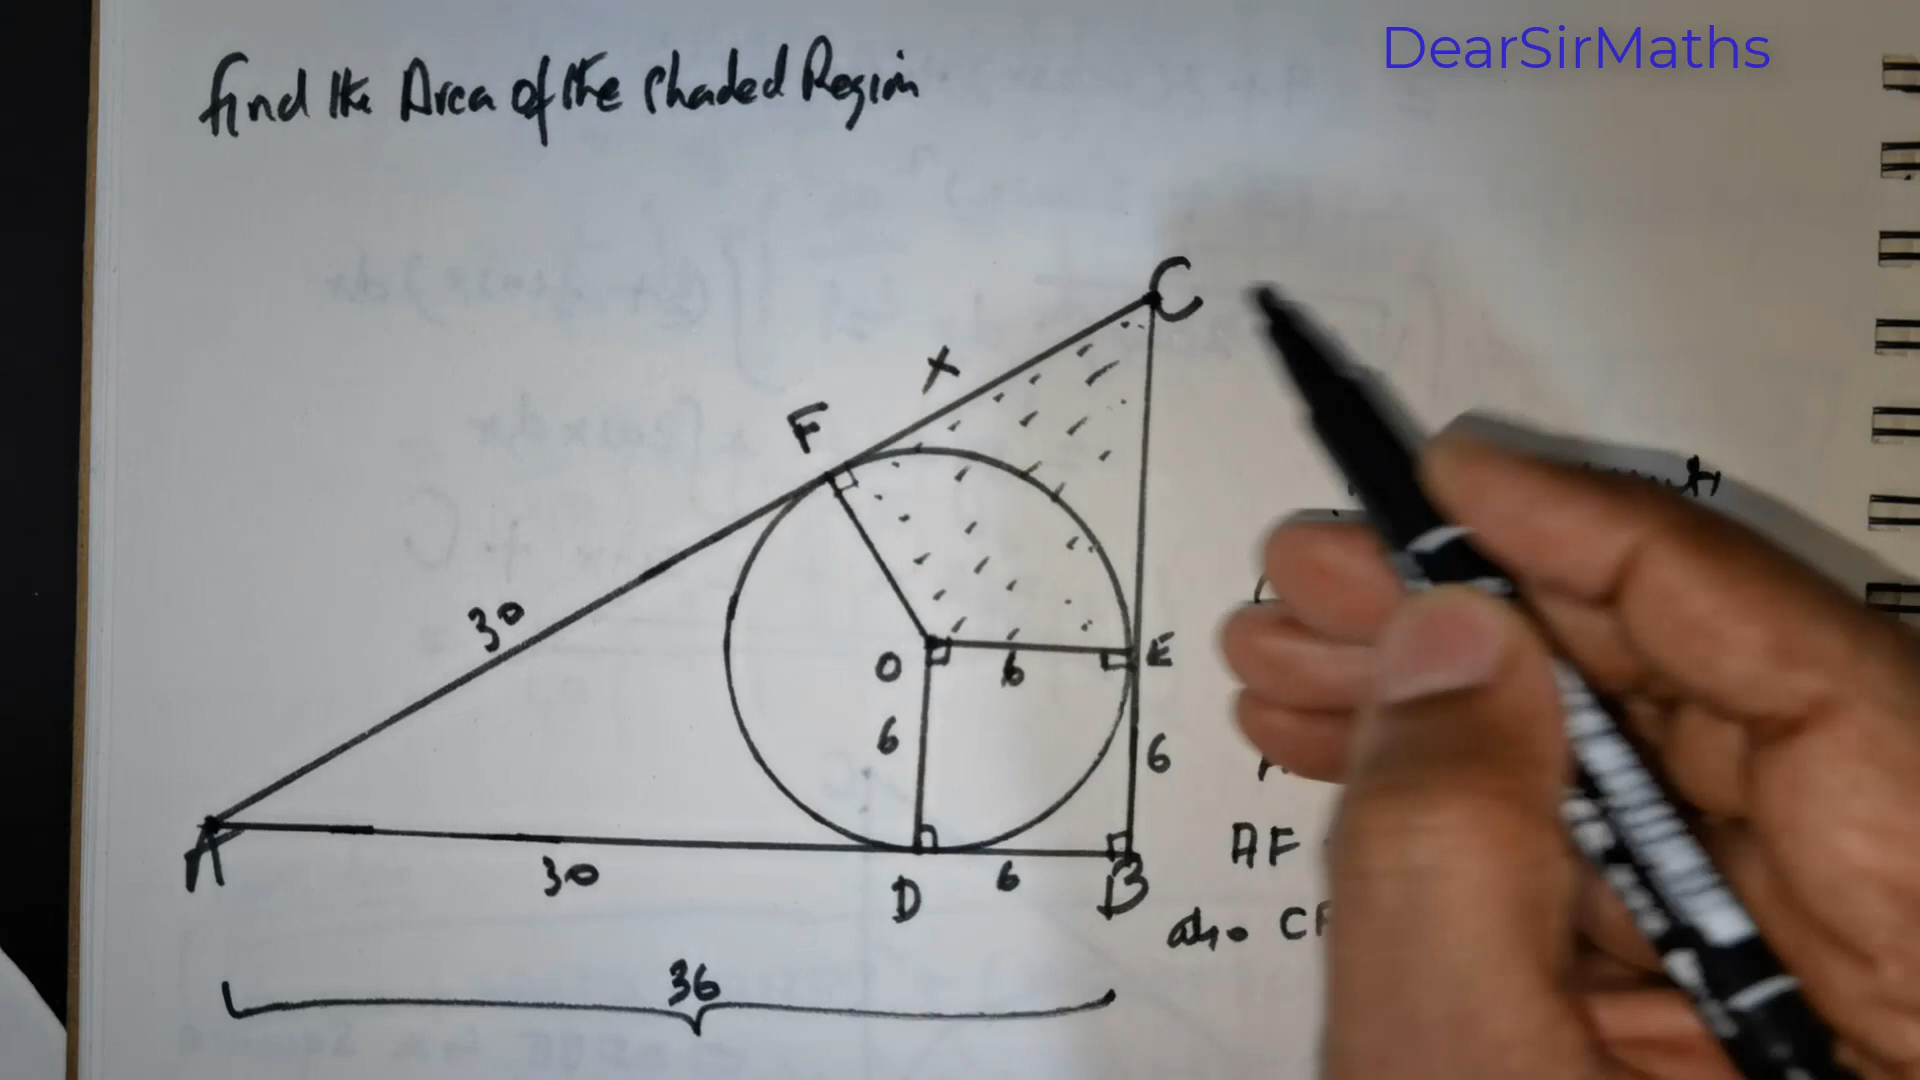 DearSirMaths
find the Area of the shaded Region
C
X
F
30
O
6
E
6
6
A
30
D
6
B
AF
also CF
36